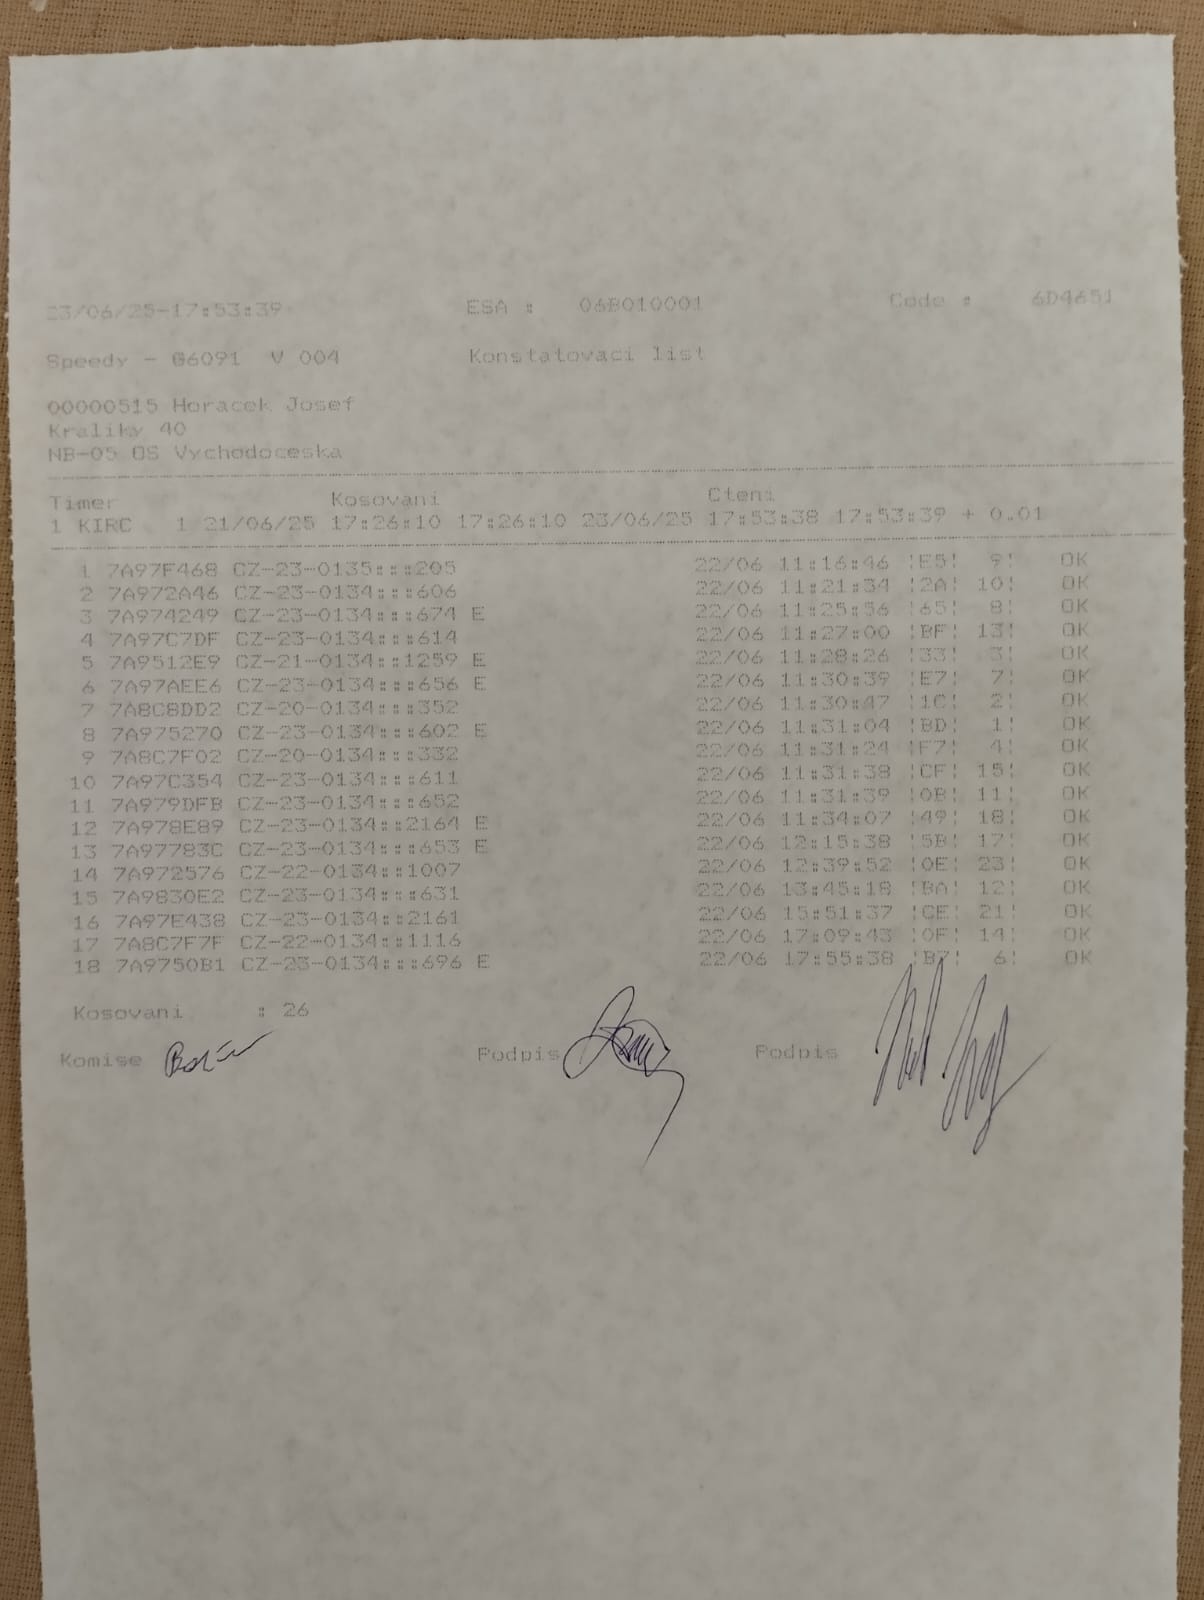 23/06/25-17:53:39 ESA : 06B010001 Code : 6D4651
Speedy - G6091 V 004 Konstatovaci list
00000515 Horacek Josef
Kraliky 40
NB-05 OS Vychodoceska
Timer Kosovani Cteni
1 KIRC 1 21/06/25 17:26:10 17:26:10 23/06/25 17:53:38 17:53:39 + 0.01
1 7A97F468 CZ-23-0135:::205 22/06 11:16:46 ¦E5¦ 9¦ OK
2 7A972A46 CZ-23-0134:::606 22/06 11:21:34 ¦2A¦ 10¦ OK
3 7A974249 CZ-23-0134:::674 E 22/06 11:25:56 ¦65¦ 8¦ OK
4 7A97C7DF CZ-23-0134:::614 22/06 11:27:00 ¦BF¦ 13¦ OK
5 7A9512E9 CZ-21-0134::1259 E 22/06 11:28:26 ¦33¦ 3¦ OK
6 7A97AEE6 CZ-23-0134:::656 E 22/06 11:30:39 ¦E7¦ 7¦ OK
7 7A8C8DD2 CZ-20-0134:::352 22/06 11:30:47 ¦1C¦ 2¦ OK
8 7A975270 CZ-23-0134:::602 E 22/06 11:31:04 ¦BD¦ 1¦ OK
9 7A8C7F02 CZ-20-0134:::332 22/06 11:31:24 ¦F7¦ 4¦ OK
10 7A97C354 CZ-23-0134:::611 22/06 11:31:38 ¦CF¦ 15¦ OK
11 7A979DFB CZ-23-0134:::652 22/06 11:31:39 ¦0B¦ 11¦ OK
12 7A978E89 CZ-23-0134::2164 E 22/06 11:34:07 ¦49¦ 18¦ OK
13 7A97783C CZ-23-0134:::653 E 22/06 12:15:38 ¦5B¦ 17¦ OK
14 7A972576 CZ-22-0134::1007 22/06 12:39:52 ¦0E¦ 23¦ OK
15 7A9830E2 CZ-23-0134:::631 22/06 13:45:18 ¦BA¦ 12¦ OK
16 7A97E438 CZ-23-0134::2161 22/06 15:51:37 ¦CE¦ 21¦ OK
17 7A8C7F7F CZ-22-0134::1116 22/06 17:09:43 ¦0F¦ 14¦ OK
18 7A9750B1 CZ-23-0134:::696 E 22/06 17:55:38 ¦B7¦ 6¦ OK
Kosovani : 26
Komise Podpis Podpis